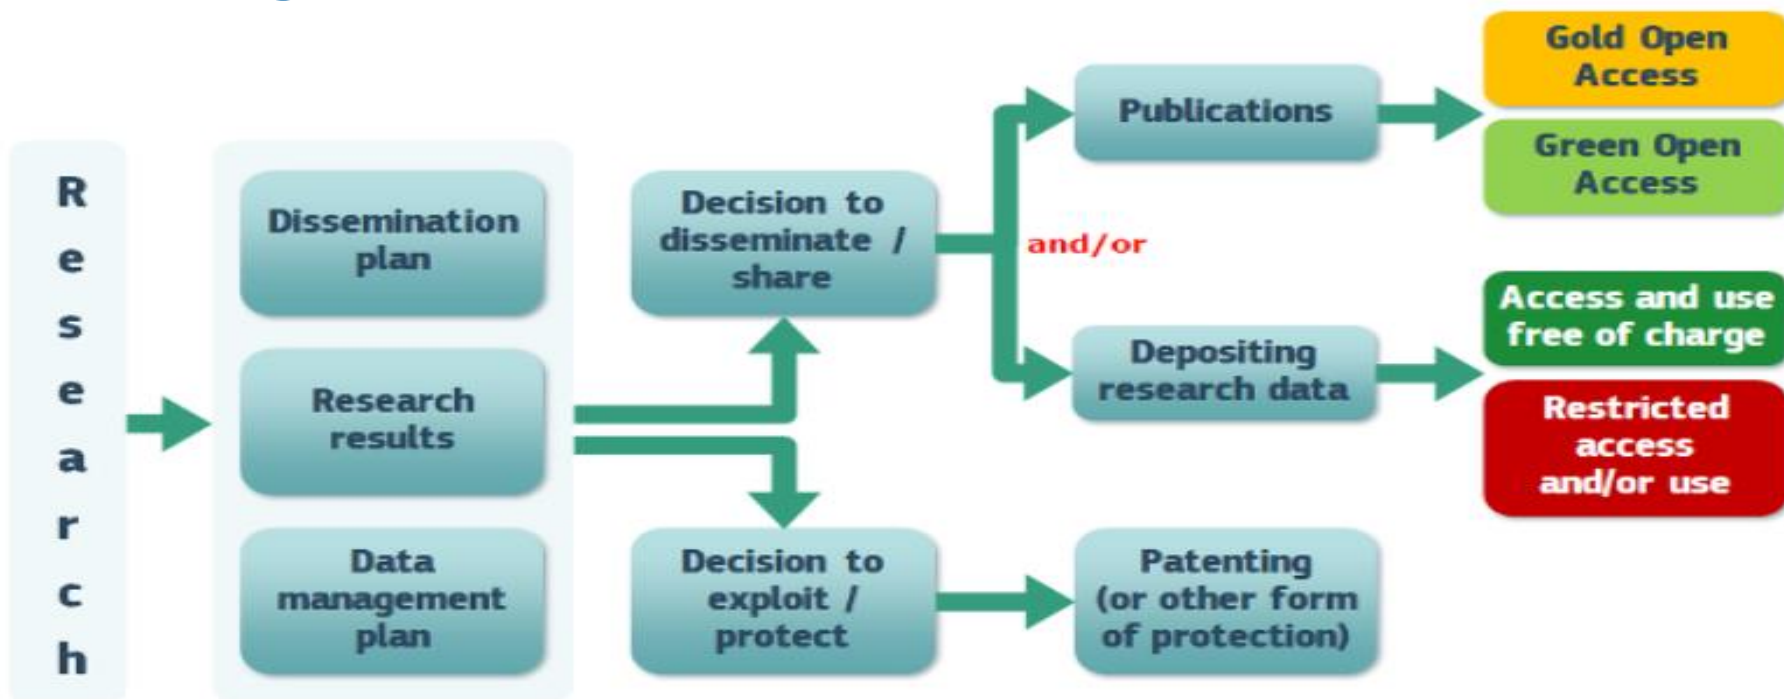 Research
Dissemination
plan
Research
results
Data
management
plan
Decision to
disseminate /
share
Decision to
exploit /
protect
and/or
Publications
Depositing
research data
Patenting
(or other form
of protection)
Gold Open
Access
Green Open
Access
Access and use
free of charge
Restricted
access
and/or use